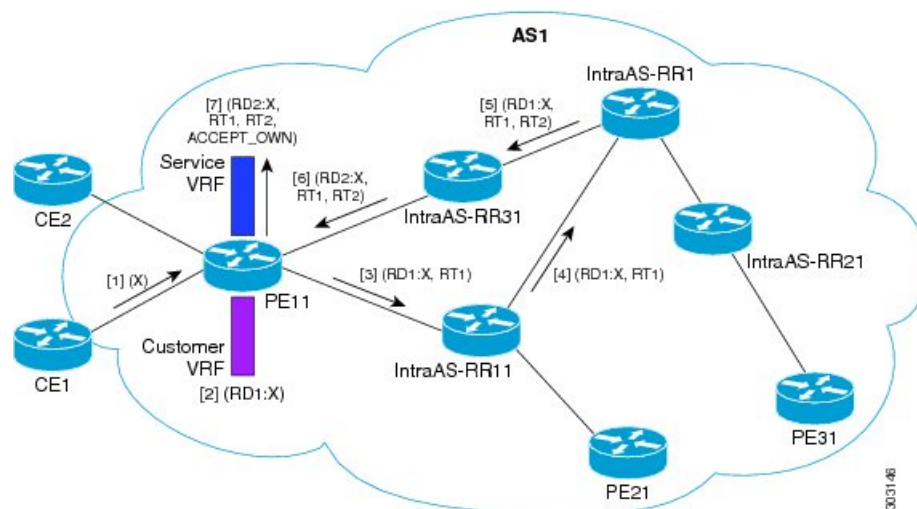 AS1
IntraAS-RR1
[7] (RD2:X,
RT1, RT2,
ACCEPT_OWN)
[5] (RD1:X,
RT1, RT2)
Service
VRF
[6] (RD2:X,
RT1, RT2)
IntraAS-RR31
CE2
IntraAS-RR21
[1] (X)
PE11
[3] (RD1:X, RT1)
[4] (RD1:X, RT1)
Customer
VRF
IntraAS-RR11
CE1
[2] (RD1:X)
PE31
PE21
303146